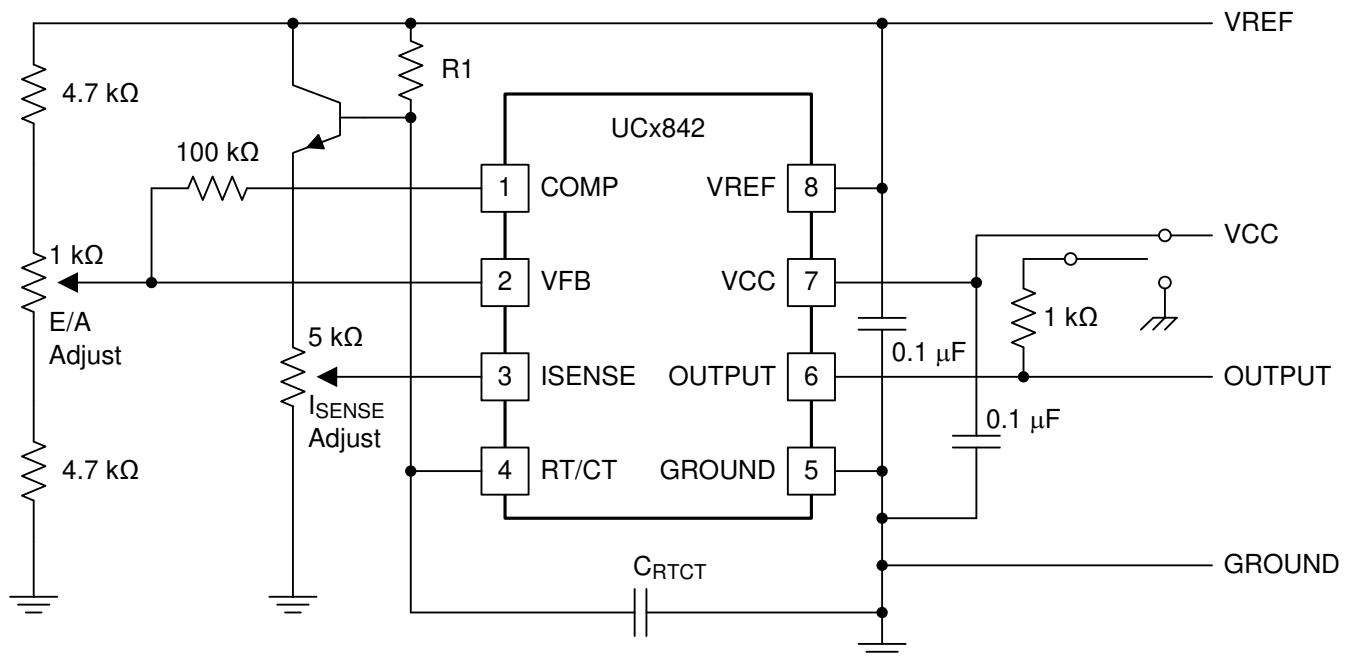 VREF
4.7 kΩ
R1
UCx842
100 kΩ
1 COMP VREF 8
VCC
1 kΩ
2 VFB VCC 7
E/A
Adjust
1 kΩ
5 kΩ
0.1 μF
3 ISENSE OUTPUT 6
OUTPUT
ISENSE
Adjust
0.1 μF
4.7 kΩ
4 RT/CT GROUND 5
CRTCT
GROUND